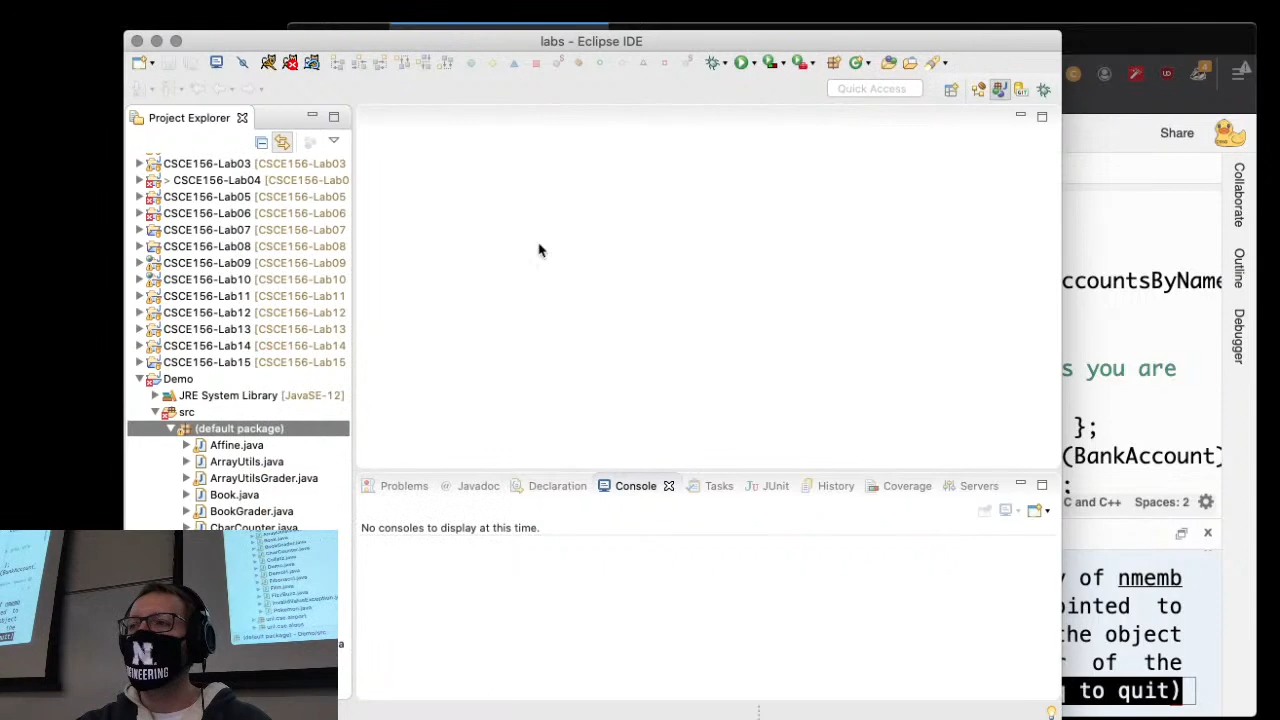 labs - Eclipse IDE
Quick Access
Project Explorer
CSCE156-Lab03 [CSCE156-Lab03
> CSCE156-Lab04 [CSCE156-Lab0
CSCE156-Lab05 [CSCE156-Lab05
CSCE156-Lab06 [CSCE156-Lab06
CSCE156-Lab07 [CSCE156-Lab07
CSCE156-Lab08 [CSCE156-Lab08
CSCE156-Lab09 [CSCE156-Lab09
CSCE156-Lab10 [CSCE156-Lab10
CSCE156-Lab11 [CSCE156-Lab11
CSCE156-Lab12 [CSCE156-Lab12
CSCE156-Lab13 [CSCE156-Lab13
CSCE156-Lab14 [CSCE156-Lab14
CSCE156-Lab15 [CSCE156-Lab15
Demo
JRE System Library [JavaSE-12]
src
(default package)
Affine.java
ArrayUtils.java
ArrayUtilsGrader.java
Book.java
BookGrader.java
CharCounter.java
Problems @ Javadoc Declaration Console Tasks JUnit History Coverage Servers
No consoles to display at this time.
Share
Collaborate
Outline
Debugger
ccountsByName
s you are
};
(BankAccount)
;
C and C++ Spaces: 2
y of nmemb
ointed to
the object
r of the
to quit)
N